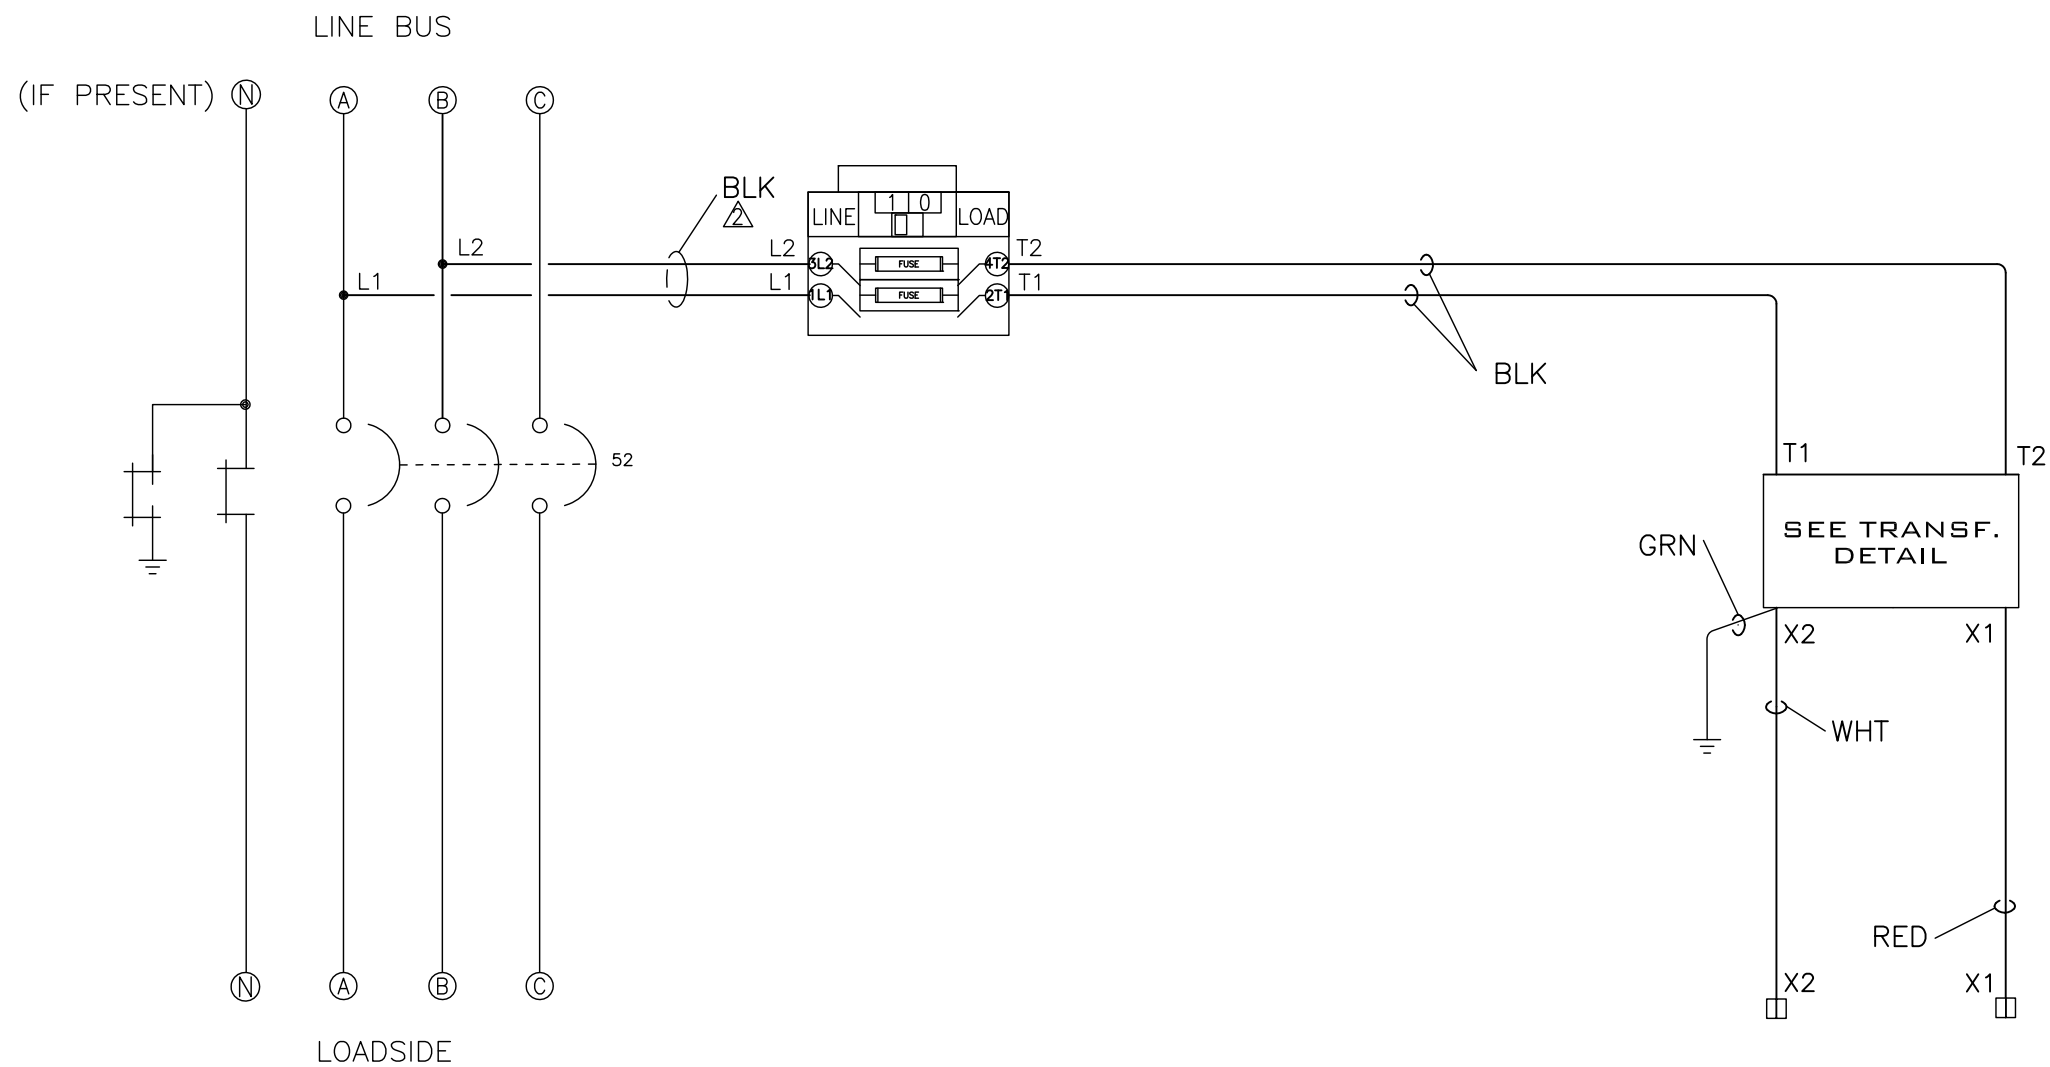 LINE BUS
(IF PRESENT) N A B C
BLK
2
1 0
LINE LOAD
L2 L2 3L2 FUSE 4T2 T2
L1 L1 1L1 FUSE 2T1 T1
BLK
52
T1 T2
SEE TRANSF.
DETAIL
GRN
X2 X1
WHT
RED
X2 X1
N A B C
LOADSIDE